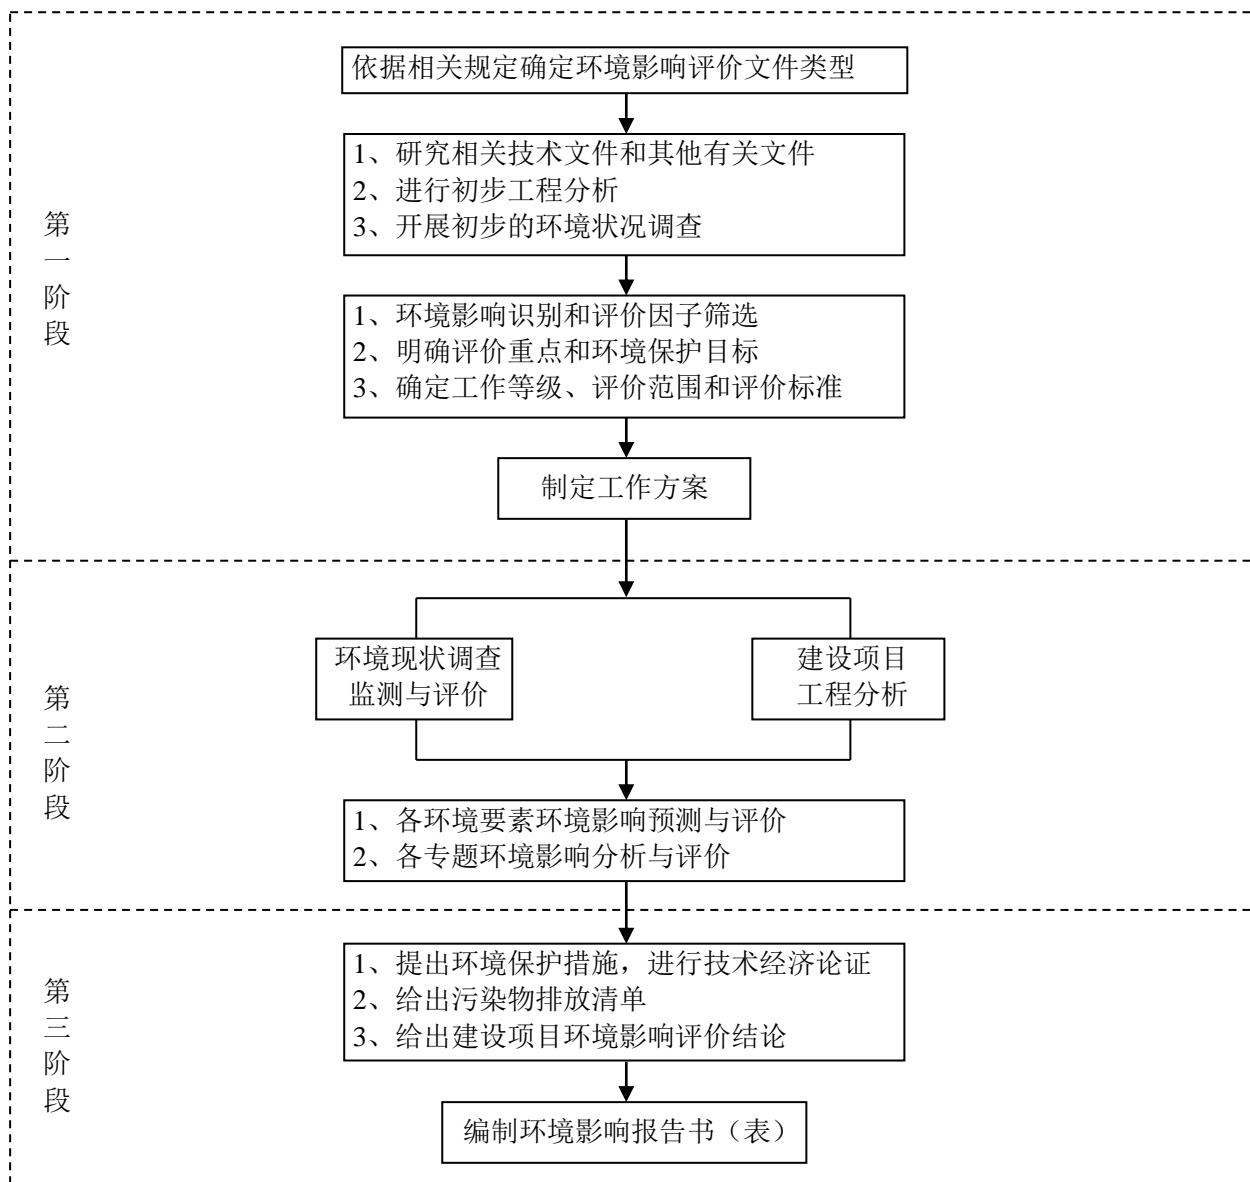 依据相关规定确定环境影响评价文件类型
1、研究相关技术文件和其他有关文件
2、进行初步工程分析
3、开展初步的环境状况调查
第一阶段
1、环境影响识别和评价因子筛选
2、明确评价重点和环境保护目标
3、确定工作等级、评价范围和评价标准
制定工作方案
第二阶段
环境现状调查
监测与评价
建设项目
工程分析
1、各环境要素环境影响预测与评价
2、各专题环境影响分析与评价
第三阶段
1、提出环境保护措施，进行技术经济论证
2、给出污染物排放清单
3、给出建设项目环境影响评价结论
编制环境影响报告书（表）